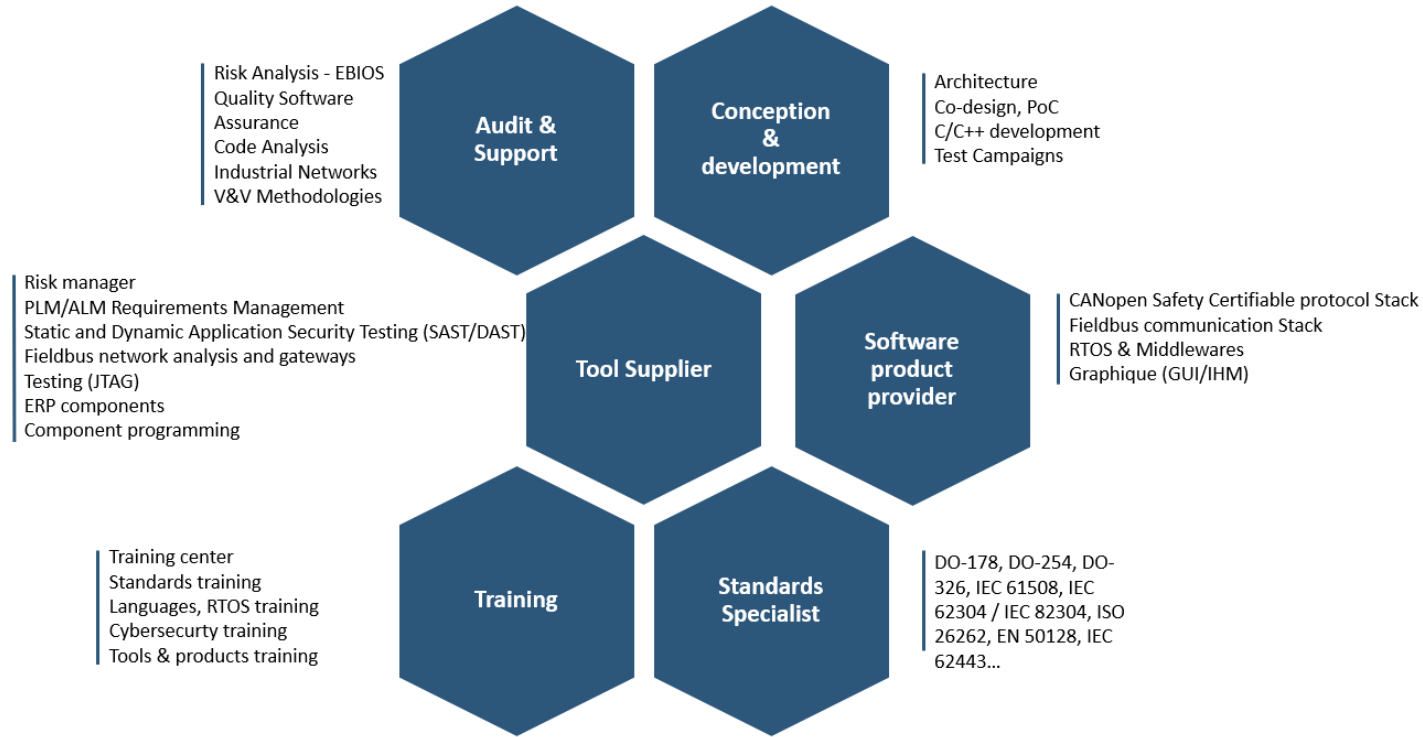 Risk Analysis - EBIOS
Quality Software
Assurance
Code Analysis
Industrial Networks
V&V Methodologies
Audit &
Support
Conception
&
development
Architecture
Co-design, PoC
C/C++ development
Test Campaigns
Risk manager
PLM/ALM Requirements Management
Static and Dynamic Application Security Testing (SAST/DAST)
Fieldbus network analysis and gateways
Testing (JTAG)
ERP components
Component programming
Tool Supplier
Software
product
provider
CANopen Safety Certifiable protocol Stack
Fieldbus communication Stack
RTOS & Middlewares
Graphique (GUI/IHM)
Training center
Standards training
Languages, RTOS training
Cybersecurty training
Tools & products training
Training
Standards
Specialist
DO-178, DO-254, DO-
326, IEC 61508, IEC
62304 / IEC 82304, ISO
26262, EN 50128, IEC
62443...